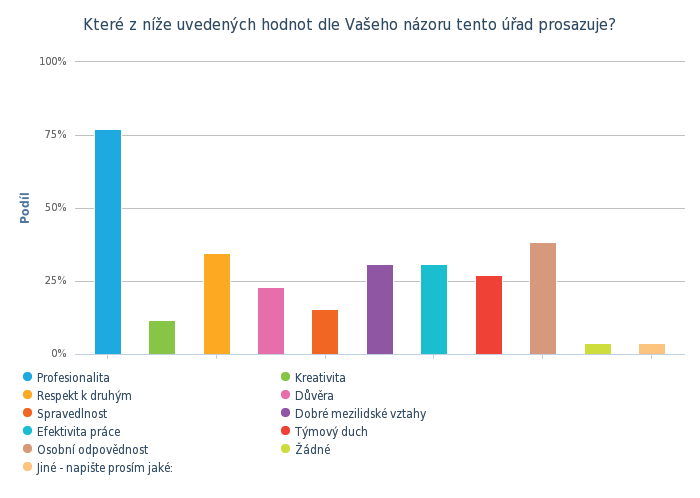 Které z níže uvedených hodnot dle Vašeho názoru tento úřad prosazuje?
100%
75%
50%
25%
0%
Podíl
Profesionalita
Kreativita
Respekt k druhým
Důvěra
Spravedlnost
Dobré mezilidské vztahy
Efektivita práce
Týmový duch
Osobní odpovědnost
Žádné
Jiné - napište prosím jaké: